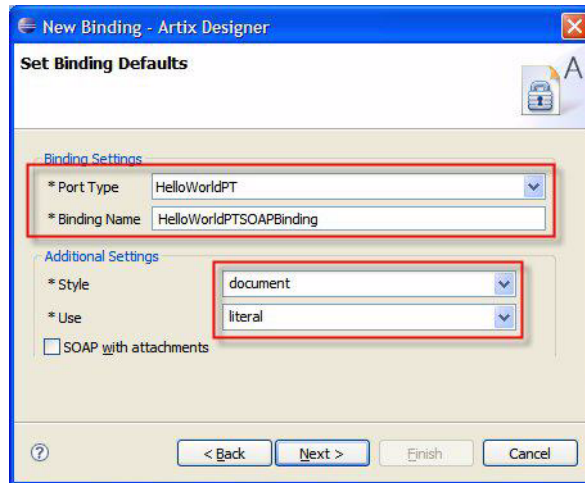 New Binding - Artix Designer
Set Binding Defaults
A
Binding Settings
* Port Type HelloWorldPT
* Binding Name HelloWorldPTSOAPBinding
Additional Settings
* Style document
* Use literal
SOAP with attachments
? < Back Next > Finish Cancel